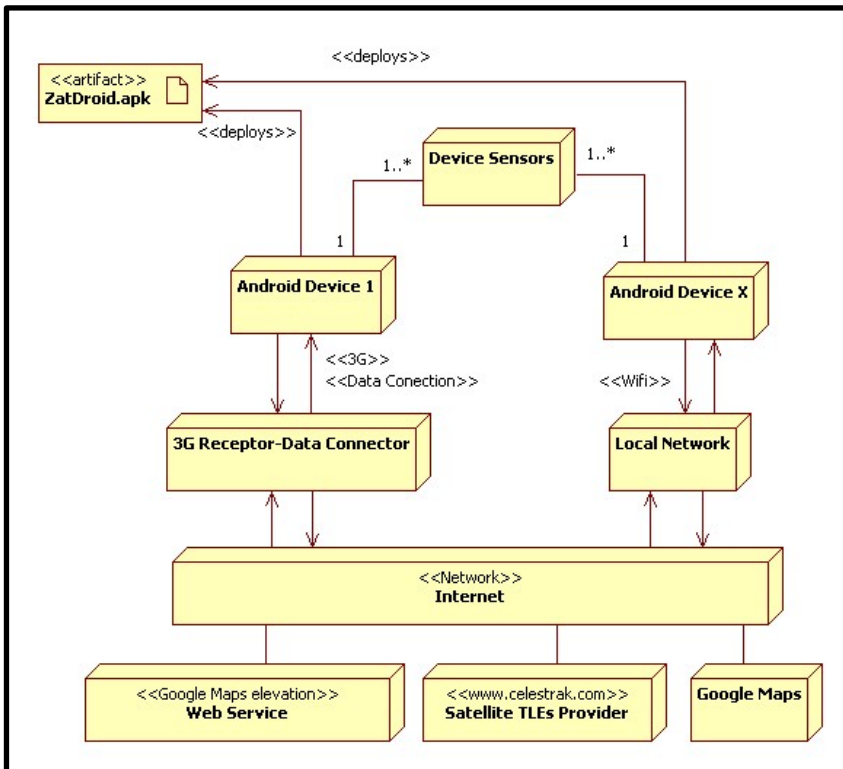 <<deploys>>
<<artifact>>
ZatDroid.apk
<<deploys>>
Device Sensors
1..*
1..*
1
1
Android Device 1
Android Device X
<<3G>>
<<Data Conection>>
<<Wifi>>
3G Receptor-Data Connector
Local Network
<<Network>>
Internet
<<Google Maps elevation>>
Web Service
<<www.celestrak.com>>
Satellite TLEs Provider
Google Maps